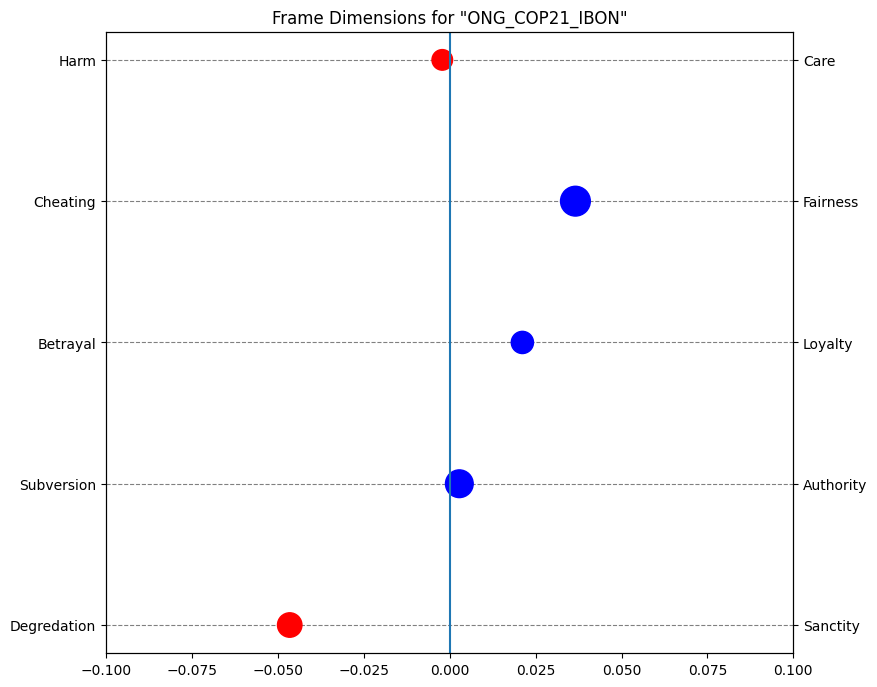 Frame Dimensions for "ONG_COP21_IBON"
Harm
Care
Cheating
Fairness
Betrayal
Loyalty
Subversion
Authority
Degredation
Sanctity
−0.100 −0.075 −0.050 −0.025 0.000 0.025 0.050 0.075 0.100